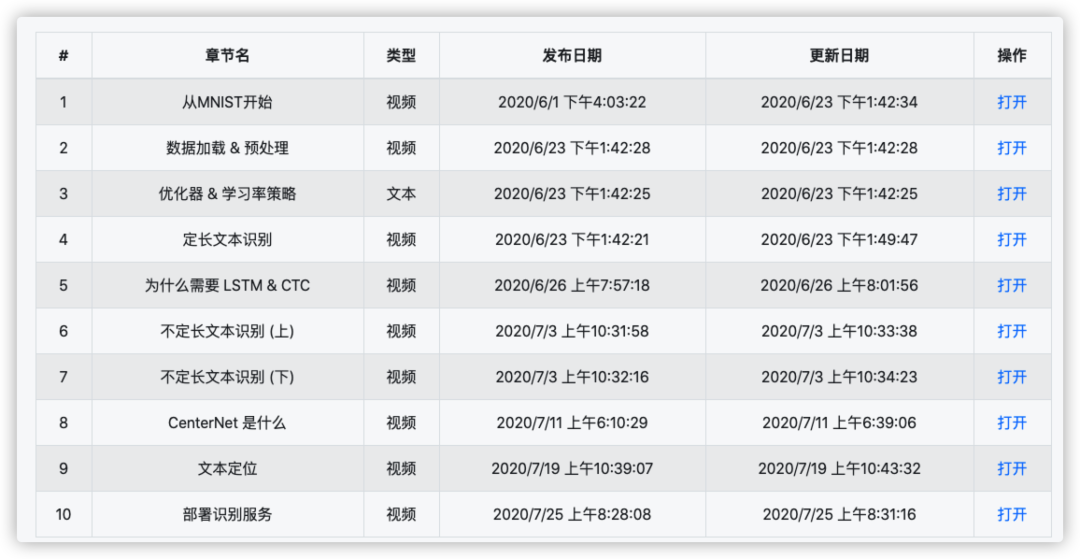 # 章节名 类型 发布日期 更新日期 操作
1 从MNIST开始 视频 2020/6/1 下午4:03:22 2020/6/23 下午1:42:34 打开
2 数据加载 & 预处理 视频 2020/6/23 下午1:42:28 2020/6/23 下午1:42:28 打开
3 优化器 & 学习率策略 文本 2020/6/23 下午1:42:25 2020/6/23 下午1:42:25 打开
4 定长文本识别 视频 2020/6/23 下午1:42:21 2020/6/23 下午1:49:47 打开
5 为什么需要 LSTM & CTC 视频 2020/6/26 上午7:57:18 2020/6/26 上午8:01:56 打开
6 不定长文本识别 (上) 视频 2020/7/3 上午10:31:58 2020/7/3 上午10:33:38 打开
7 不定长文本识别 (下) 视频 2020/7/3 上午10:32:16 2020/7/3 上午10:34:23 打开
8 CenterNet 是什么 视频 2020/7/11 上午6:10:29 2020/7/11 上午6:39:06 打开
9 文本定位 视频 2020/7/19 上午10:39:07 2020/7/19 上午10:43:32 打开
10 部署识别服务 视频 2020/7/25 上午8:28:08 2020/7/25 上午8:31:16 打开